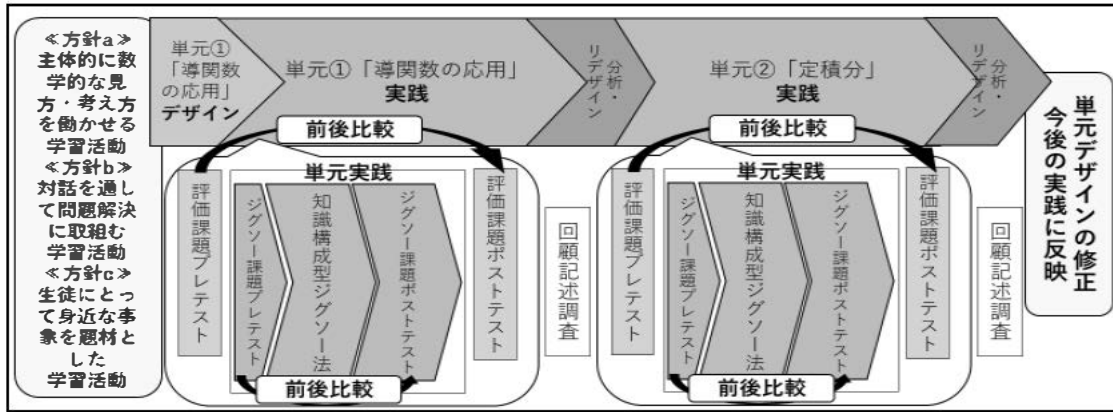 ≪方針a≫
主体的に数
学的な見
方・考え方
を働かせる
学習活動
≪方針b≫
対話を通し
て問題解決
に取組む
学習活動
≪方針c≫
生徒にとっ
て身近な事
象を題材と
した
学習活動
単元①
「導関数
の応用」
デザイン
単元①「導関数の応用」
実践
分析・
リデザイン
単元②「定積分」
実践
分析・
リデザイン
前後比較
評価課題プレテスト
単元実践
ジグソー課題プレテスト
知識構成型ジグソー法
ジグソー課題ポストテスト
評価課題ポストテスト
前後比較
回顧記述調査
前後比較
評価課題プレテスト
単元実践
ジグソー課題プレテスト
知識構成型ジグソー法
ジグソー課題ポストテスト
評価課題ポストテスト
前後比較
回顧記述調査
単元デザインの修正
今後の実践に反映